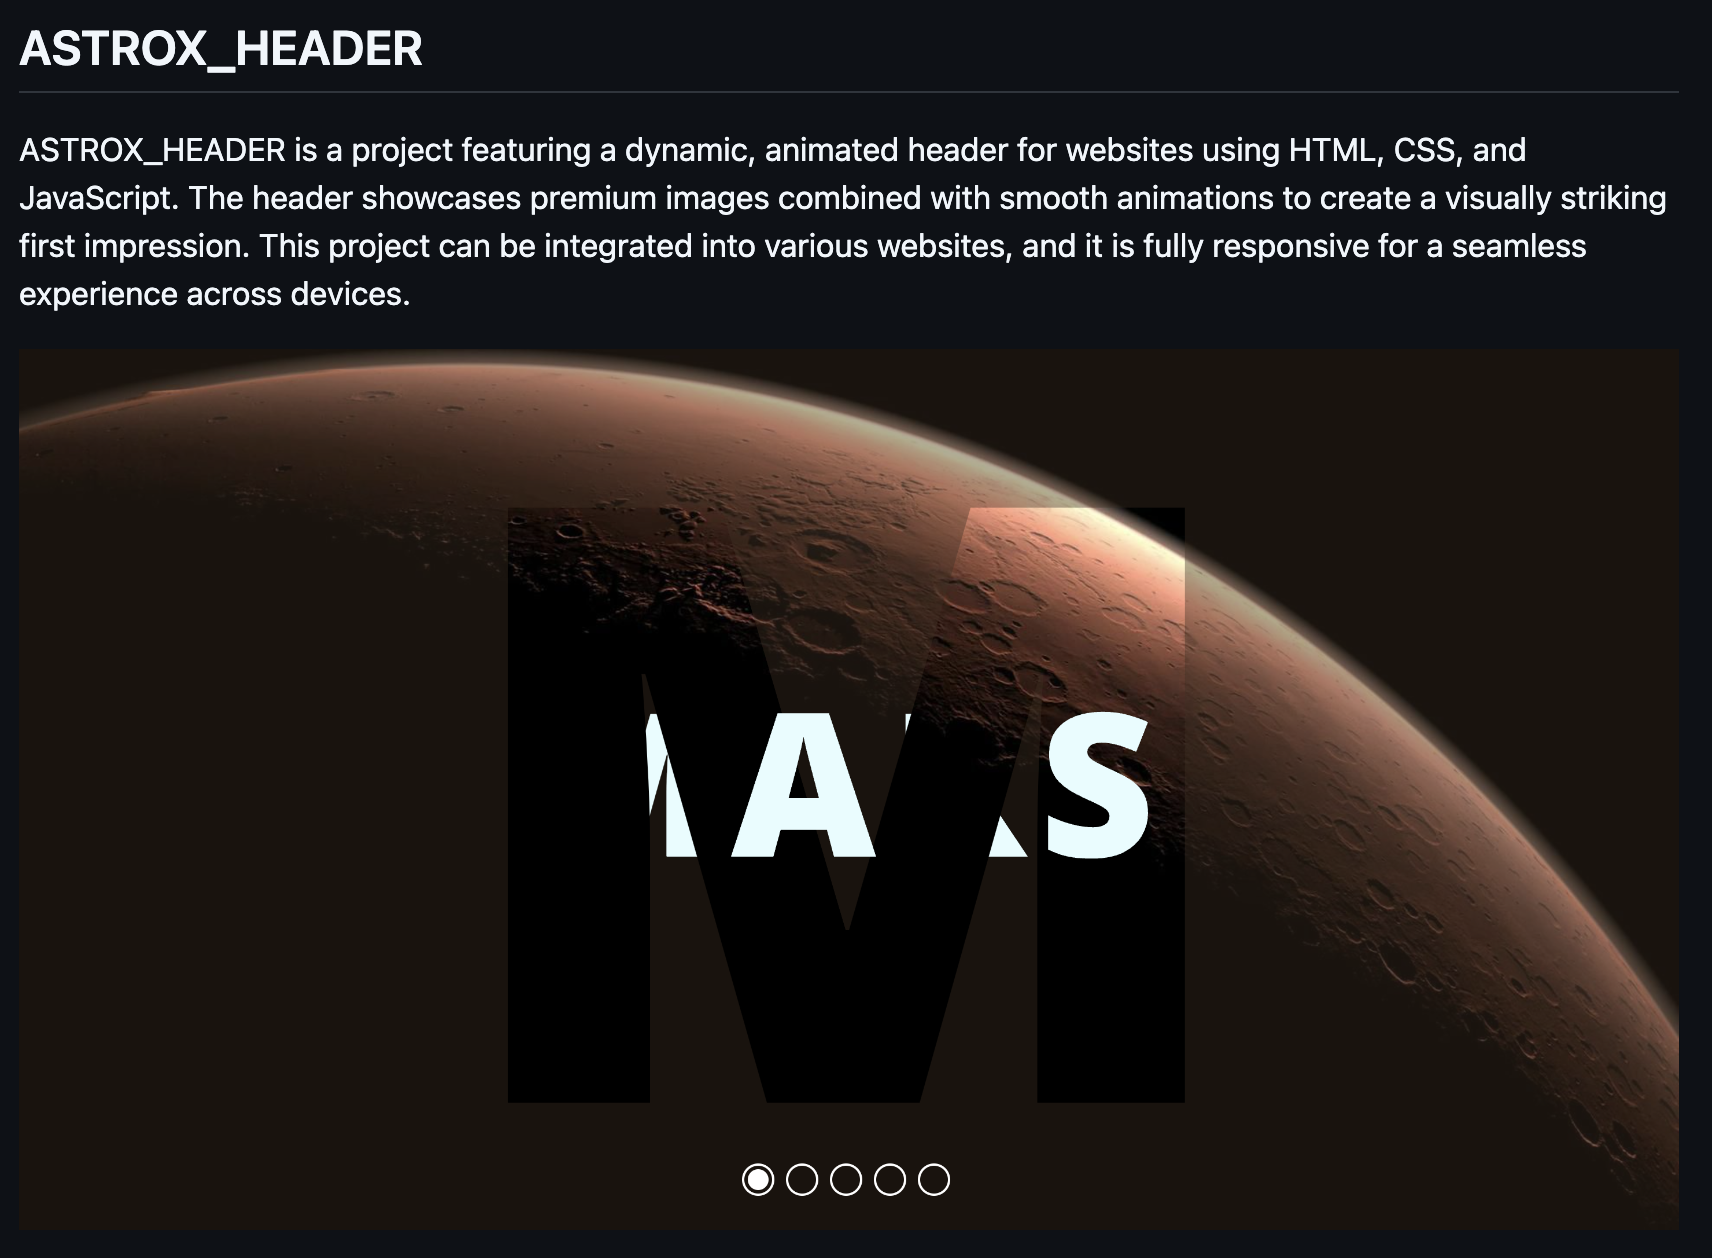 ASTROX_HEADER
ASTROX_HEADER is a project featuring a dynamic, animated header for websites using HTML, CSS, and
JavaScript. The header showcases premium images combined with smooth animations to create a visually striking
first impression. This project can be integrated into various websites, and it is fully responsive for a seamless
experience across devices.
M
MARS